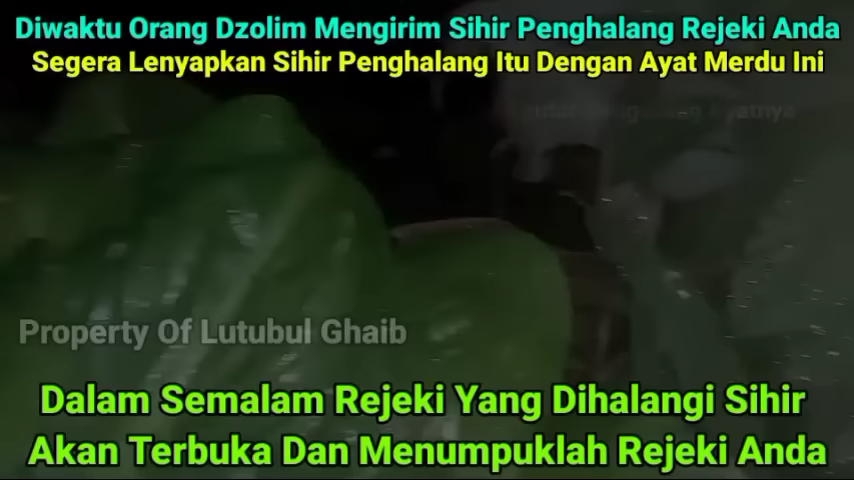 Diwaktu Orang Dzolim Mengirim Sihir Penghalang Rejeki Anda
Segera Lenyapkan Sihir Penghalang Itu Dengan Ayat Merdu Ini
Property Of Lutubul Ghaib
Dalam Semalam Rejeki Yang Dihalangi Sihir
Akan Terbuka Dan Menumpuklah Rejeki Anda